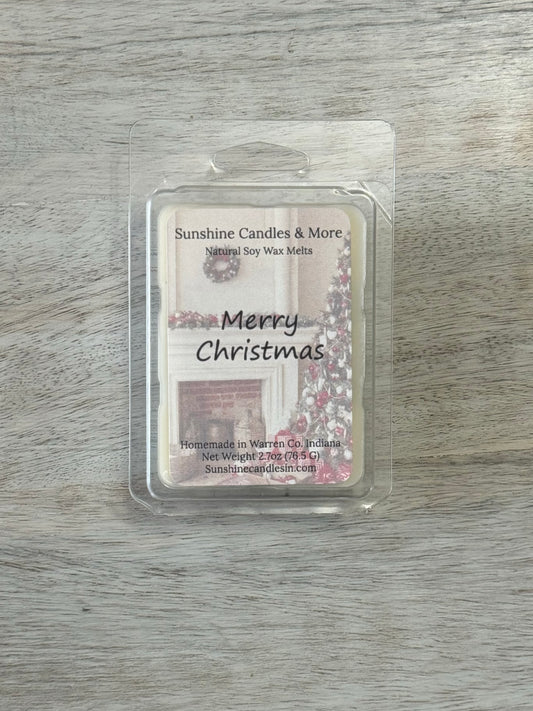 Sunshine Candles & More
Natural Soy Wax Melts
Merry
Christmas
Homemade in Warren Co. Indiana
Net Weight 2.7oz (76.5 G)
Sunshinecandlesin.com